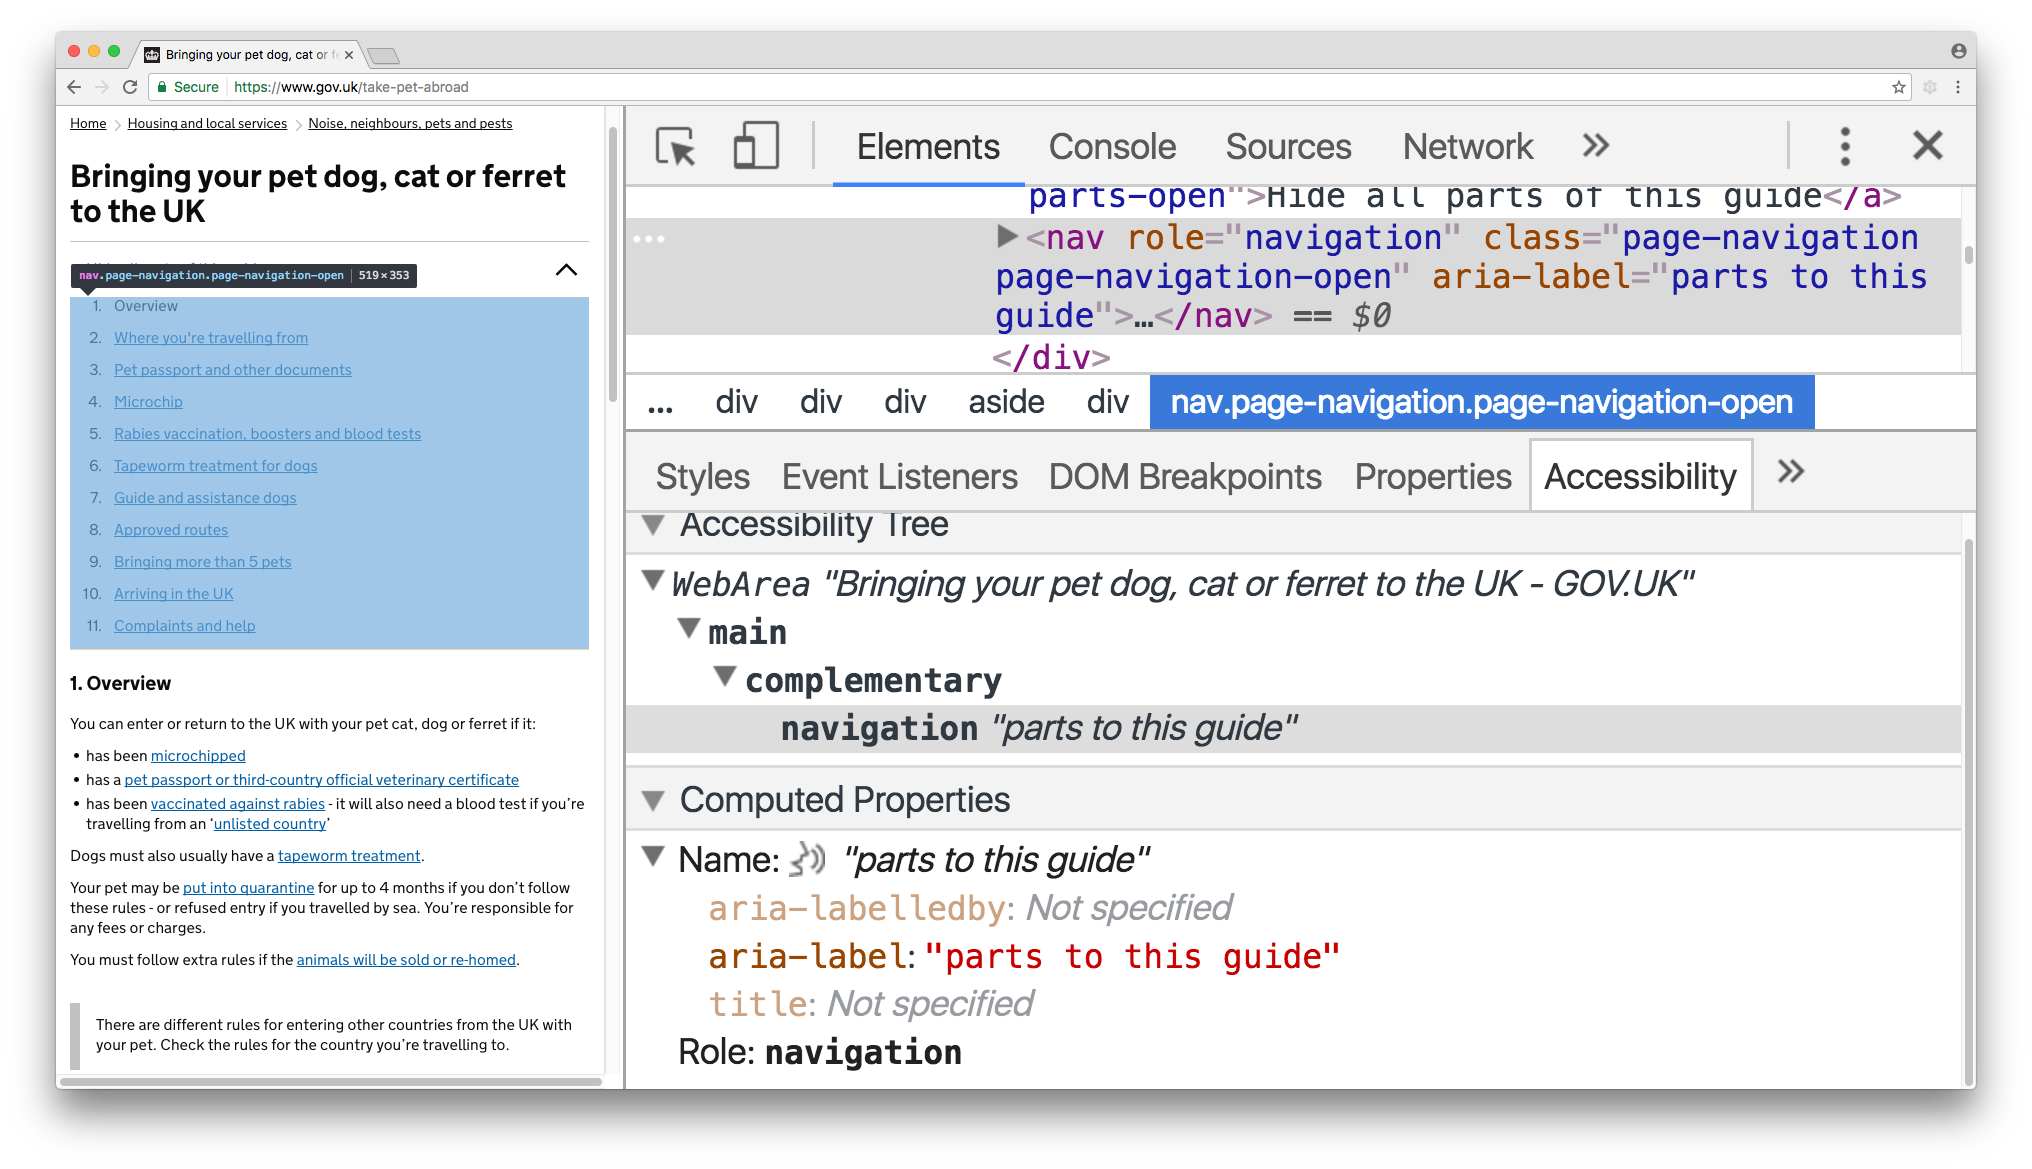 Bringing your pet dog, cat or fe
Secure https://www.gov.uk/take-pet-abroad
Home Housing and local services Noise, neighbours, pets and pests
Bringing your pet dog, cat or ferret
to the UK
nav.page-navigation.page-navigation-open 519×353
1. Overview
2. Where you're travelling from
3. Pet passport and other documents
4. Microchip
5. Rabies vaccination, boosters and blood tests
6. Tapeworm treatment for dogs
7. Guide and assistance dogs
8. Approved routes
9. Bringing more than 5 pets
10. Arriving in the UK
11. Complaints and help
1. Overview
You can enter or return to the UK with your pet cat, dog or ferret if it:
• has been microchipped
• has a pet passport or third-country official veterinary certificate
• has been vaccinated against rabies - it will also need a blood test if you’re
travelling from an ‘unlisted country’
Dogs must also usually have a tapeworm treatment.
Your pet may be put into quarantine for up to 4 months if you don’t follow
these rules - or refused entry if you travelled by sea. You’re responsible for
any fees or charges.
You must follow extra rules if the animals will be sold or re-homed.
There are different rules for entering other countries from the UK with
your pet. Check the rules for the country you’re travelling to.
Elements Console Sources Network »
parts-open">Hide all parts of this guide</a>
... ▶<nav role="navigation" class="page-navigation
page-navigation-open" aria-label="parts to this
guide">…</nav> == $0
</div>
... div div div aside div nav.page-navigation.page-navigation-open
Styles Event Listeners DOM Breakpoints Properties Accessibility »
▼ Accessibility Tree
▼ WebArea "Bringing your pet dog, cat or ferret to the UK - GOV.UK"
▼ main
▼ complementary
navigation "parts to this guide"
▼ Computed Properties
▼ Name: "parts to this guide"
aria-labelledby: Not specified
aria-label: "parts to this guide"
title: Not specified
Role: navigation